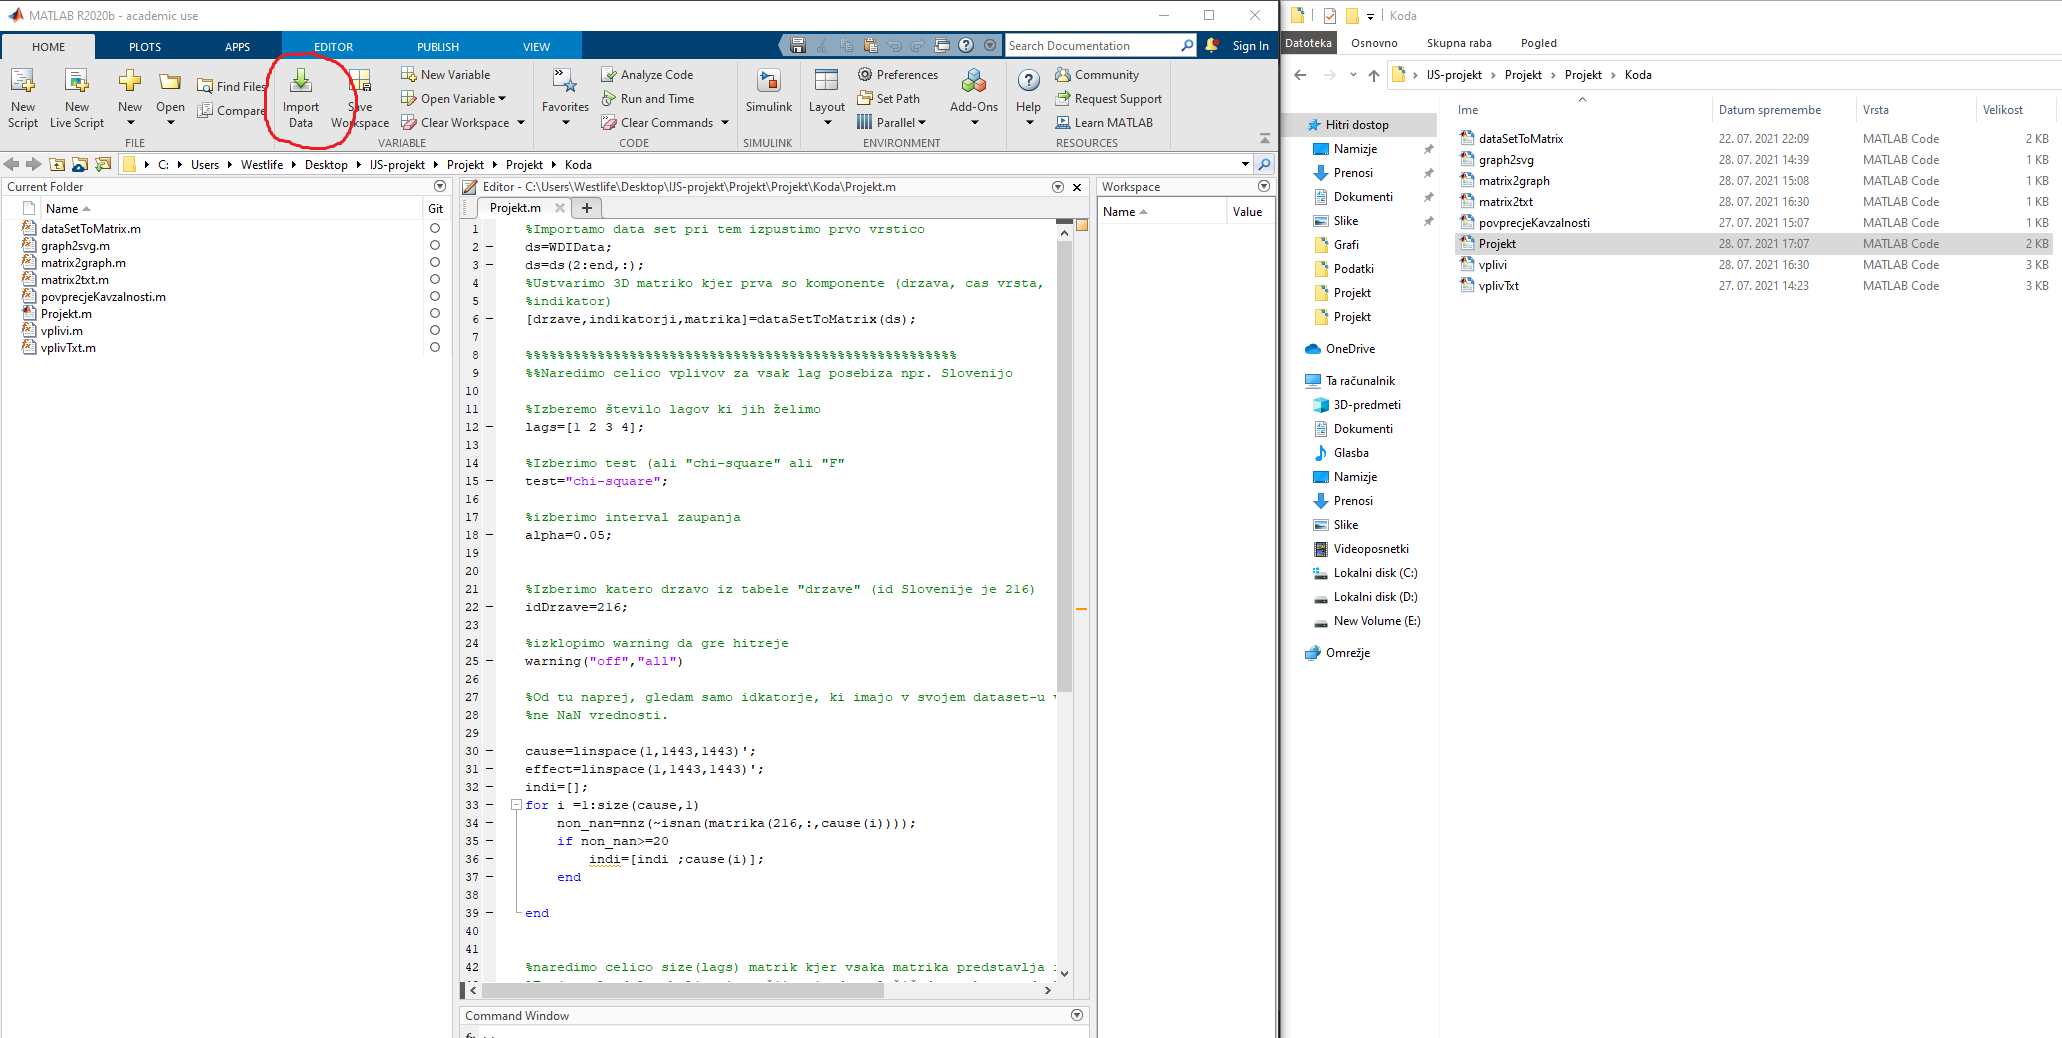 MATLAB R2020b - academic use
HOME PLOTS APPS EDITOR PUBLISH VIEW
Search Documentation
Sign In
New Script
New Live Script
New
Open
Find Files
Compare
Import Data
Save Workspace
New Variable
Open Variable
Clear Workspace
Favorites
Analyze Code
Run and Time
Clear Commands
Simulink
Layout
Preferences
Set Path
Parallel
Add-Ons
Help
Community
Request Support
Learn MATLAB
FILE VARIABLE CODE SIMULINK ENVIRONMENT RESOURCES
C: Users Westlife Desktop IJS-projekt Projekt Projekt Koda
Current Folder
Name Git
dataSetToMatrix.m
graph2svg.m
matrix2graph.m
matrix2txt.m
povprecjeKavzalnosti.m
Projekt.m
vplivi.m
vplivTxt.m
Editor - C:\Users\Westlife\Desktop\IJS-projekt\Projekt\Projekt\Koda\Projekt.m
Projekt.m
1 %Importamo data set pri tem izpustimo prvo vrstico
2 ds=WDIData;
3 ds=ds(2:end,:);
4 %Ustvarimo 3D matriko kjer prva so komponente (drzava, cas vrsta,
5 %indikator)
6 [drzave,indikatorji,matrika]=dataSetToMatrix(ds);
7
8 %%%%%%%%%%%%%%%%%%%%%%%%%%%%%%%%%%%%%%%%%%%%%%%%%%%%%%
9 %%Naredimo celico vplivov za vsak lag posebiza npr. Slovenijo
10
11 %Izberemo število lagov ki jih želimo
12 lags=[1 2 3 4];
13
14 %Izberimo test (ali "chi-square" ali "F"
15 test="chi-square";
16
17 %izberimo interval zaupanja
18 alpha=0.05;
19
20
21 %Izberimo katero drzavo iz tabele "drzave" (id Slovenije je 216)
22 idDrzave=216;
23
24 %izklopimo warning da gre hitreje
25 warning("off","all")
26
27 %Od tu naprej, gledam samo idkatorje, ki imajo v svojem dataset-u
28 %ne NaN vrednosti.
29
30 cause=linspace(1,1443,1443)';
31 effect=linspace(1,1443,1443)';
32 indi=[];
33 for i =1:size(cause,1)
34 non_nan=nnz(~isnan(matrika(216,:,cause(i))));
35 if non_nan>=20
36 indi=[indi ;cause(i)];
37 end
38
39 end
40
41
42 %naredimo celico size(lags) matrik kjer vsaka matrika predstavlja
Command Window
Workspace
Name Value
Koda
Datoteka Osnovno Skupna raba Pogled
IJS-projekt Projekt Projekt Koda
Hitri dostop
Namizje
Prenosi
Dokumenti
Slike
Grafi
Podatki
Projekt
Projekt
OneDrive
Ta računalnik
3D-predmeti
Dokumenti
Glasba
Namizje
Prenosi
Slike
Videoposnetki
Lokalni disk (C:)
Lokalni disk (D:)
New Volume (E:)
Omrežje
Ime Datum spremembe Vrsta Velikost
dataSetToMatrix 22. 07. 2021 22:09 MATLAB Code 2 KB
graph2svg 28. 07. 2021 14:39 MATLAB Code 1 KB
matrix2graph 28. 07. 2021 15:08 MATLAB Code 1 KB
matrix2txt 28. 07. 2021 16:30 MATLAB Code 1 KB
povprecjeKavzalnosti 27. 07. 2021 15:07 MATLAB Code 1 KB
Projekt 28. 07. 2021 17:07 MATLAB Code 2 KB
vplivi 28. 07. 2021 16:30 MATLAB Code 3 KB
vplivTxt 27. 07. 2021 14:23 MATLAB Code 3 KB